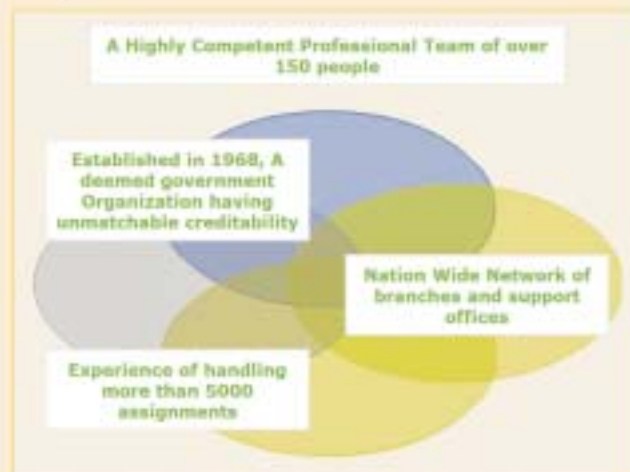 A Highly Competent Professional Team of over
150 people
Established in 1968, A
deemed government
Organization having
unmatchable creditability
Nation Wide Network of
branches and support
offices
Experience of handling
more than 5000
assignments